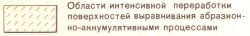 Области интенсивной переработки
поверхностей выравнивания абразион-
но-аккумулятивными процессами